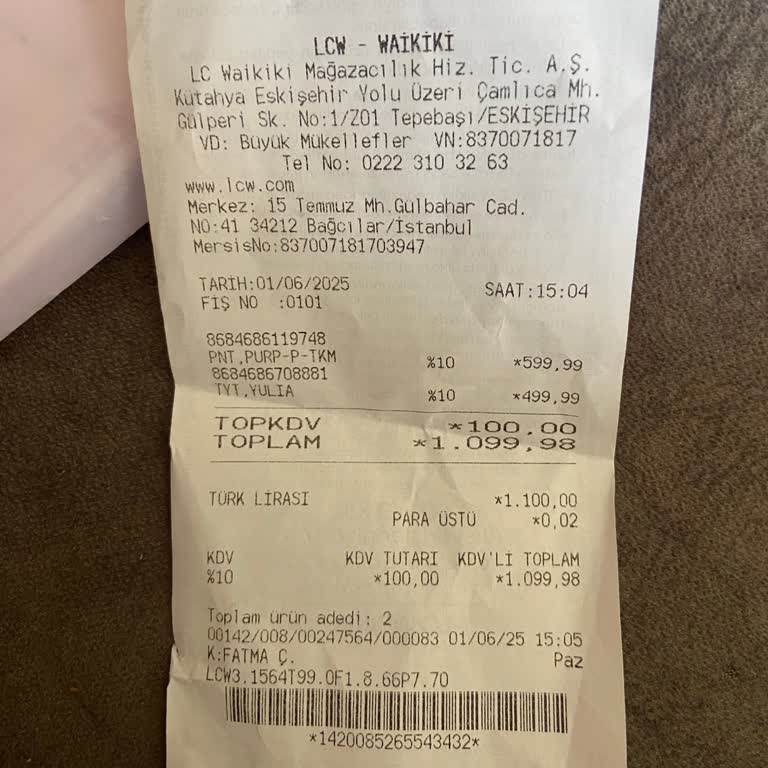 LCW - WAİKİKİ
LC Waikiki Mağazacılık Hiz. Tic. A.Ş.
Kütahya Eskişehir Yolu Üzeri Çamlıca Mh.
Gülperi Sk. No:1/Z01 Tepebaşı/ESKİŞEHİR
VD: Büyük Mükellefler VN:8370071817
Tel No: 0222 310 32 63
www.lcw.com
Merkez: 15 Temmuz Mh.Gülbahar Cad.
NO:41 34212 Bağcılar/İstanbul
MersisNo:837007181703947
TARİH:01/06/2025 SAAT:15:04
FİŞ NO :0101
8684686119748
PNT,PURP-P-TKM %10 *599,99
8684686708881
TYT,YULIA %10 *499,99
TOPKDV *100,00
TOPLAM *1.099,98
TÜRK LİRASI *1.100,00
PARA ÜSTÜ *0,02
KDV KDV TUTARI KDV'Lİ TOPLAM
%10 *100,00 *1.099,98
Toplam ürün adedi: 2
00142/008/00247564/000083 01/06/25 15:05
K:FATMA Ç. Paz
LCW3.1564T99.0F1.8.66P7.70
*1420085265543432*